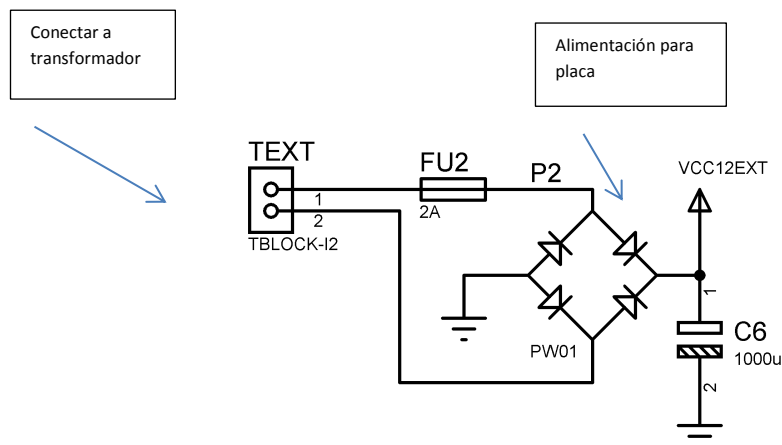 Conectar a
transformador
Alimentación para
placa
TEXT
FU2
P2
VCC12EXT
1
2
2A
TBLOCK-I2
1
C6
PW01
1000u
2